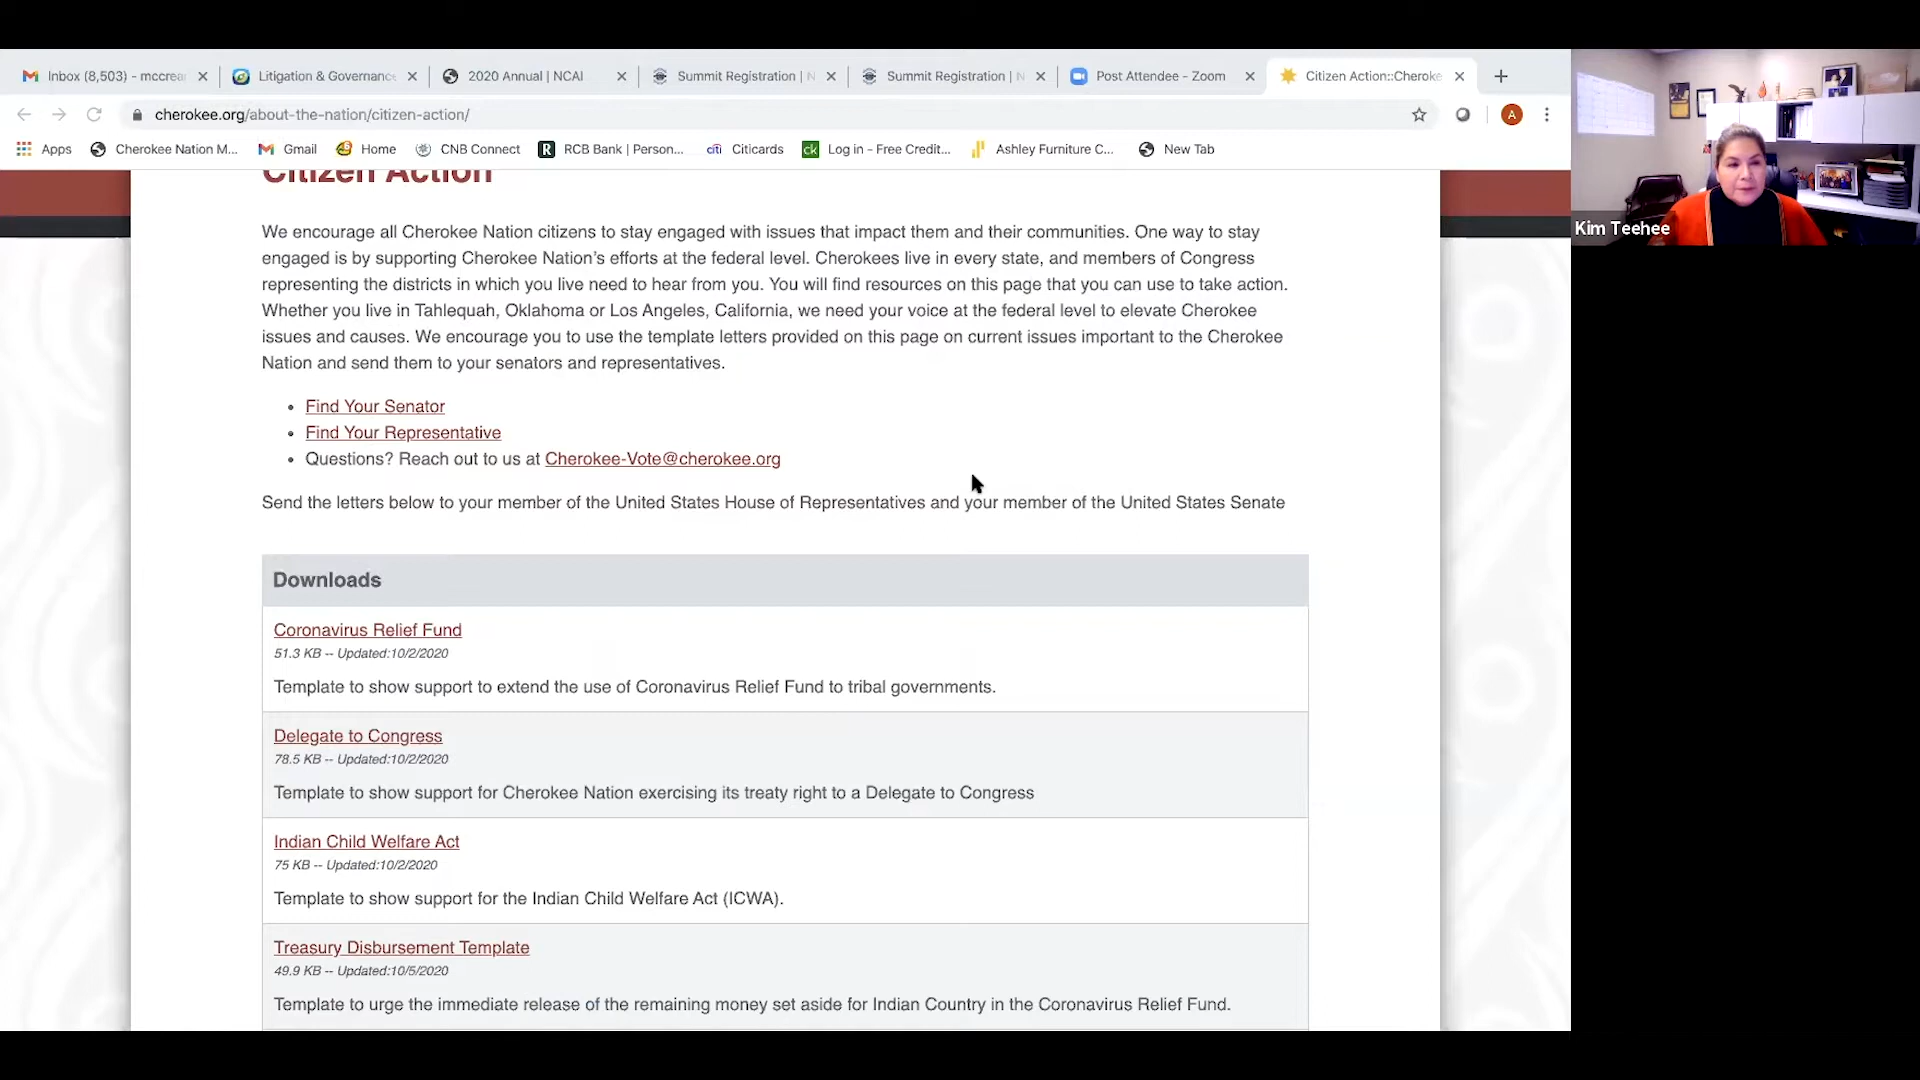 Inbox (8,503) - mccrea
Litigation & Governance
2020 Annual | NCAI
Summit Registration | N
Summit Registration | N
Post Attendee - Zoom
Citizen Action::Cheroke
cherokee.org/about-the-nation/citizen-action/
A
Apps
Cherokee Nation M...
Gmail
Home
CNB Connect
R
RCB Bank | Person...
citi
Citicards
ck
Log in - Free Credit...
Ashley Furniture C...
New Tab
Kim Teehee
Citizen Action
We encourage all Cherokee Nation citizens to stay engaged with issues that impact them and their communities. One way to stay
engaged is by supporting Cherokee Nation's efforts at the federal level. Cherokees live in every state, and members of Congress
representing the districts in which you live need to hear from you. You will find resources on this page that you can use to take action.
Whether you live in Tahlequah, Oklahoma or Los Angeles, California, we need your voice at the federal level to elevate Cherokee
issues and causes. We encourage you to use the template letters provided on this page on current issues important to the Cherokee
Nation and send them to your senators and representatives.
• Find Your Senator
• Find Your Representative
• Questions? Reach out to us at Cherokee-Vote@cherokee.org
Send the letters below to your member of the United States House of Representatives and your member of the United States Senate
Downloads
Coronavirus Relief Fund
51.3 KB -- Updated:10/2/2020
Template to show support to extend the use of Coronavirus Relief Fund to tribal governments.
Delegate to Congress
78.5 KB -- Updated:10/2/2020
Template to show support for Cherokee Nation exercising its treaty right to a Delegate to Congress
Indian Child Welfare Act
75 KB -- Updated:10/2/2020
Template to show support for the Indian Child Welfare Act (ICWA).
Treasury Disbursement Template
49.9 KB -- Updated:10/5/2020
Template to urge the immediate release of the remaining money set aside for Indian Country in the Coronavirus Relief Fund.